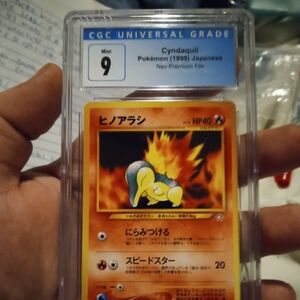 CGC UNIVERSAL GRADE
Mint
9
Cyndaquil
Pokémon (1999) Japanese
Neo Premium File
ヒノアラシ
HP40
にらみつける
スピードスター
20